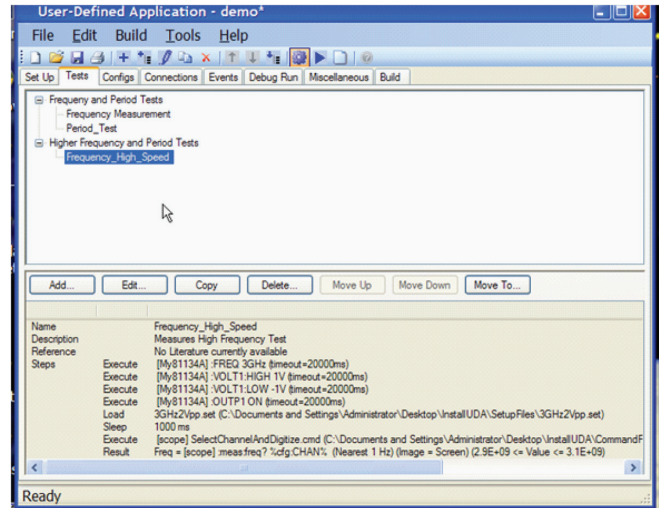 User-Defined Application - demo*
File Edit Build Tools Help
Set Up Tests Configs Connections Events Debug Run Miscellaneous Build
Frequeny and Period Tests
Frequency Measurement
Period_Test
Higher Frequency and Period Tests
Frequency_High_Speed
Add... Edit... Copy Delete... Move Up Move Down Move To...
Name Frequency_High_Speed
Description Measures High Frequency Test
Reference No Literature currently available
Steps Execute [My81134A] :FREQ 3GHz (timeout=20000ms)
Execute [My81134A] :VOLT1:HIGH 1V (timeout=20000ms)
Execute [My81134A] :VOLT1:LOW -1V (timeout=20000ms)
Execute [My81134A] :OUTP1 ON (timeout=20000ms)
Load 3GHz2Vpp.set (C:\Documents and Settings\Administrator\Desktop\InstallUDA\SetupFiles\3GHz2Vpp.set)
Sleep 1000 ms
Execute [scope] SelectChannelAndDigitize.cmd (C:\Documents and Settings\Administrator\Desktop\InstallUDA\CommandF
Result Freq = [scope] :meas:freq? %cfg:CHAN% (Nearest 1 Hz) (Image = Screen) (2.9E+09 <= Value <= 3.1E+09)
Ready